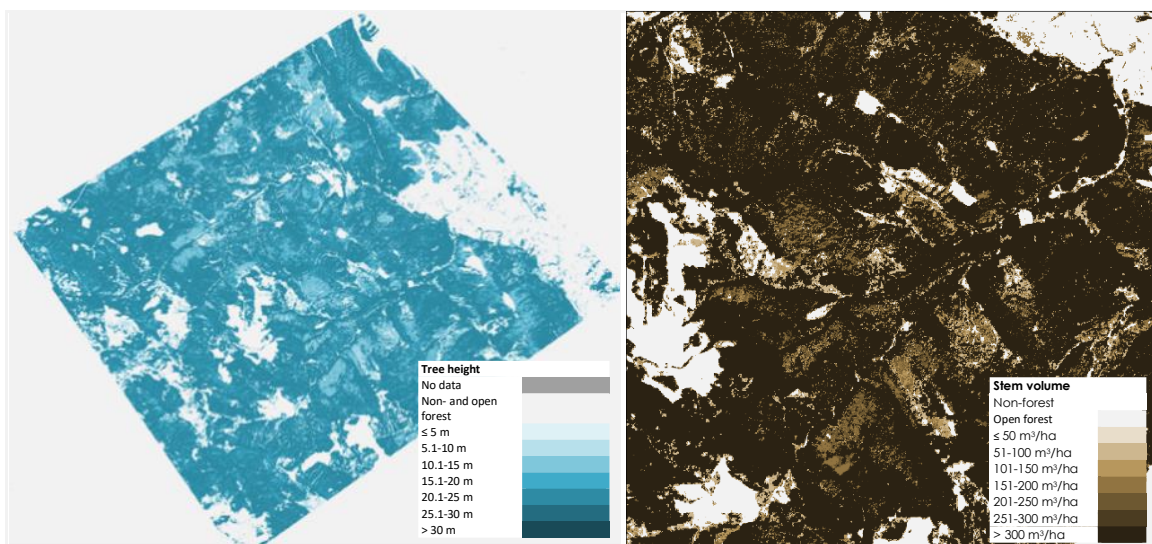 Tree height
No data
Non- and open
forest
≤ 5 m
5.1-10 m
10.1-15 m
15.1-20 m
20.1-25 m
25.1-30 m
> 30 m
Stem volume
Non-forest
Open forest
≤ 50 m³/ha
51-100 m³/ha
101-150 m³/ha
151-200 m³/ha
201-250 m³/ha
251-300 m³/ha
> 300 m³/ha